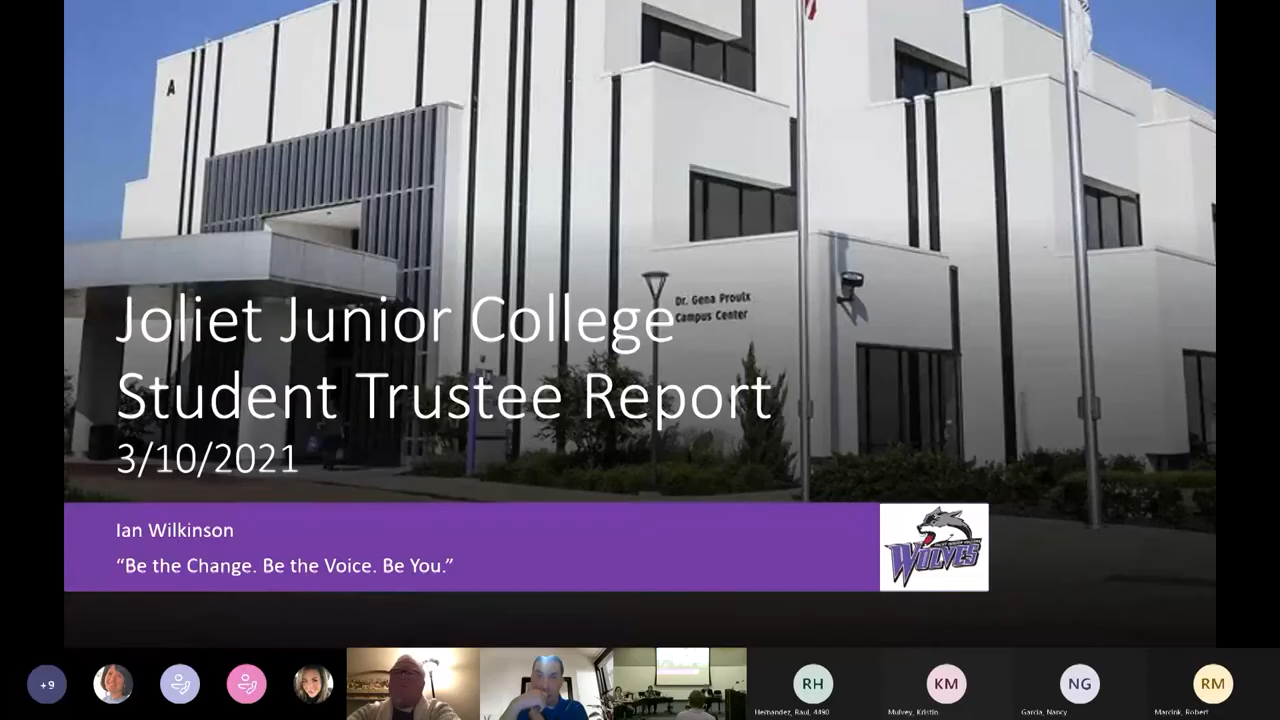 A
Dr. Gena Proulx
Campus Center
Joliet Junior College
Student Trustee Report
3/10/2021
Ian Wilkinson
“Be the Change. Be the Voice. Be You.”
WOLVES
+9
RH
KM
NG
RM
Hernandez, Raul, 4490
Mulvey, Kristin
Garcia, Nancy
Marcink, Robert